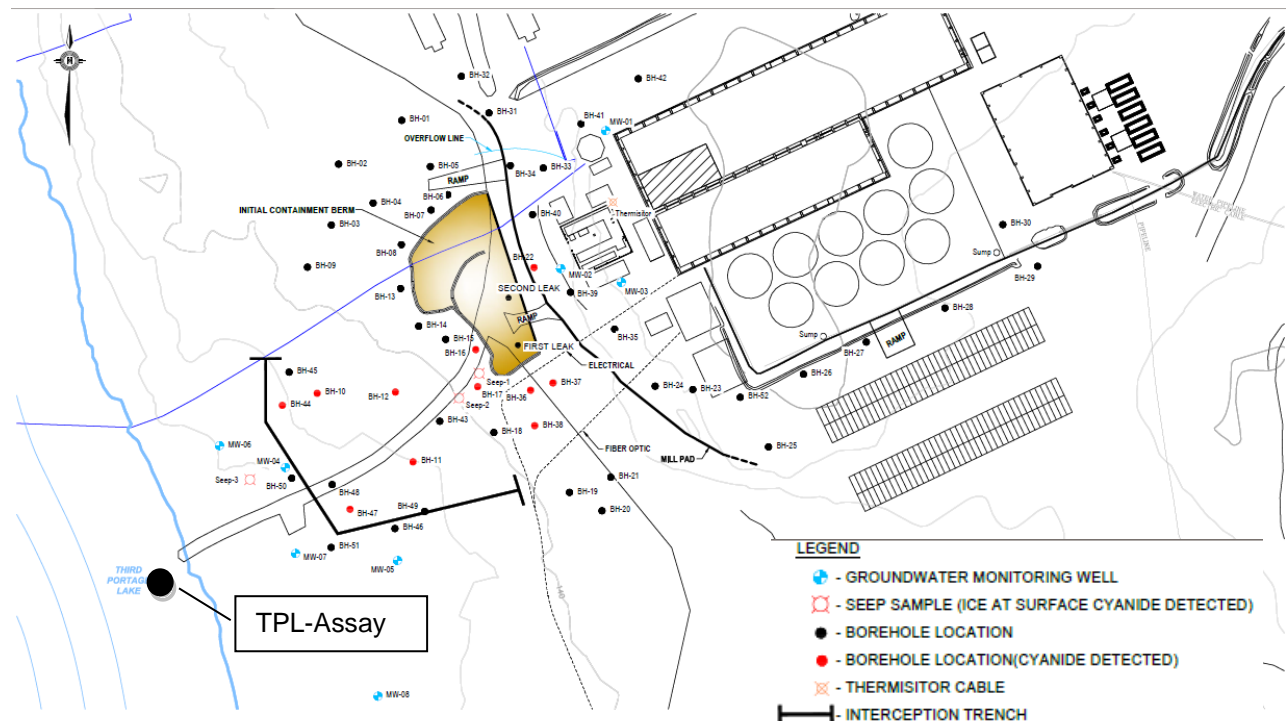 N
BH-32
BH-42
BH-31
BH-01
BH-41
MW-01
OVERFLOW LINE
BH-02
BH-05
BH-34
BH-33
RAMP
BH-06
BH-04
BH-07
INITIAL CONTAINMENT BERM
BH-40
Thermisitor
BH-03
BH-30
BH-08
PIPELINE
Sump
BH-09
BH-22
MW-02
BH-29
BH-13
SECOND LEAK
BH-39
MW-03
BH-28
RAMP
BH-14
BH-35
Sump
BH-15
FIRST LEAK
BH-27
RAMP
BH-16
ELECTRICAL
BH-45
Seep-1
BH-37
BH-26
BH-10
BH-12
BH-17
BH-36
BH-24
BH-23
BH-52
BH-44
Seep-2
BH-43
BH-18
BH-38
MW-06
FIBER OPTIC
BH-25
MILL PAD
MW-04
BH-11
Seep-3
BH-50
BH-48
BH-21
BH-19
BH-47
BH-49
BH-20
BH-46
BH-51
MW-07
MW-05
THIRD
PORTAGE
LAKE
140
TPL-Assay
MW-08
LEGEND
- GROUNDWATER MONITORING WELL
- SEEP SAMPLE (ICE AT SURFACE CYANIDE DETECTED)
- BOREHOLE LOCATION
- BOREHOLE LOCATION(CYANIDE DETECTED)
- THERMISITOR CABLE
- INTERCEPTION TRENCH